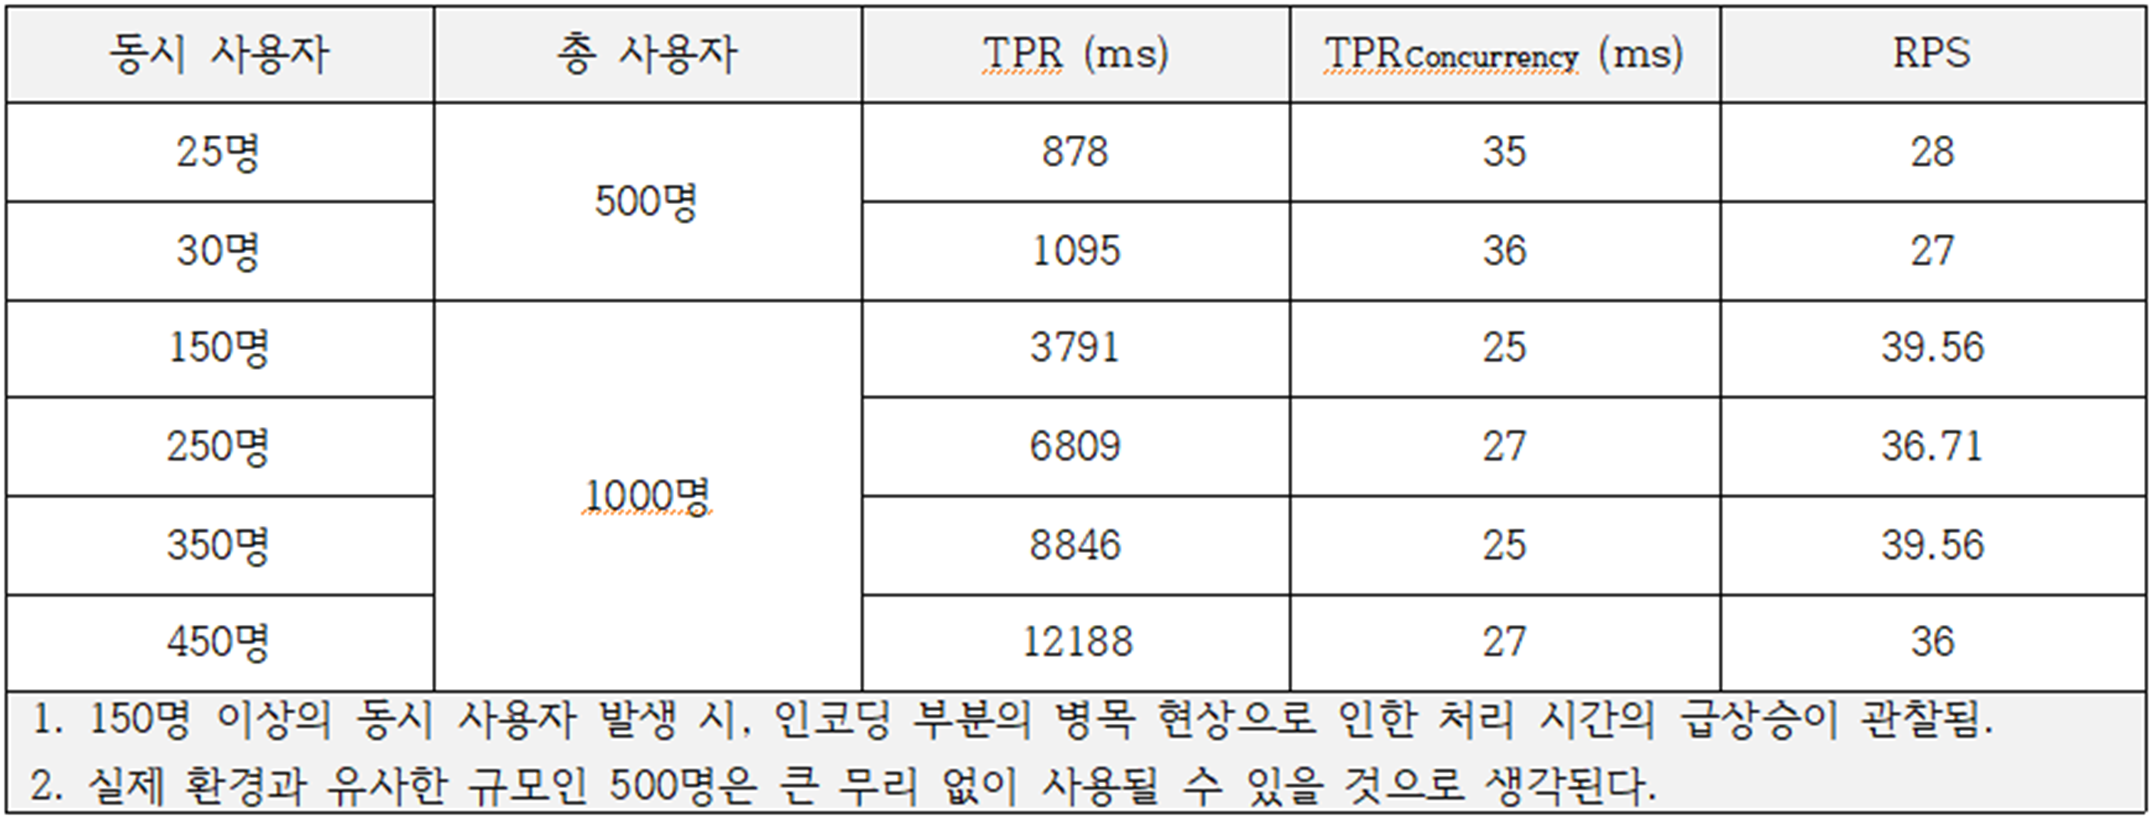 동시 사용자 총 사용자 TPR (ms) TPRConcurrency (ms) RPS
25명 500명 878 35 28
30명 1095 36 27
150명 1000명 3791 25 39.56
250명 6809 27 36.71
350명 8846 25 39.56
450명 12188 27 36
1. 150명 이상의 동시 사용자 발생 시, 인코딩 부분의 병목 현상으로 인한 처리 시간의 급상승이 관찰됨.
2. 실제 환경과 유사한 규모인 500명은 큰 무리 없이 사용될 수 있을 것으로 생각된다.